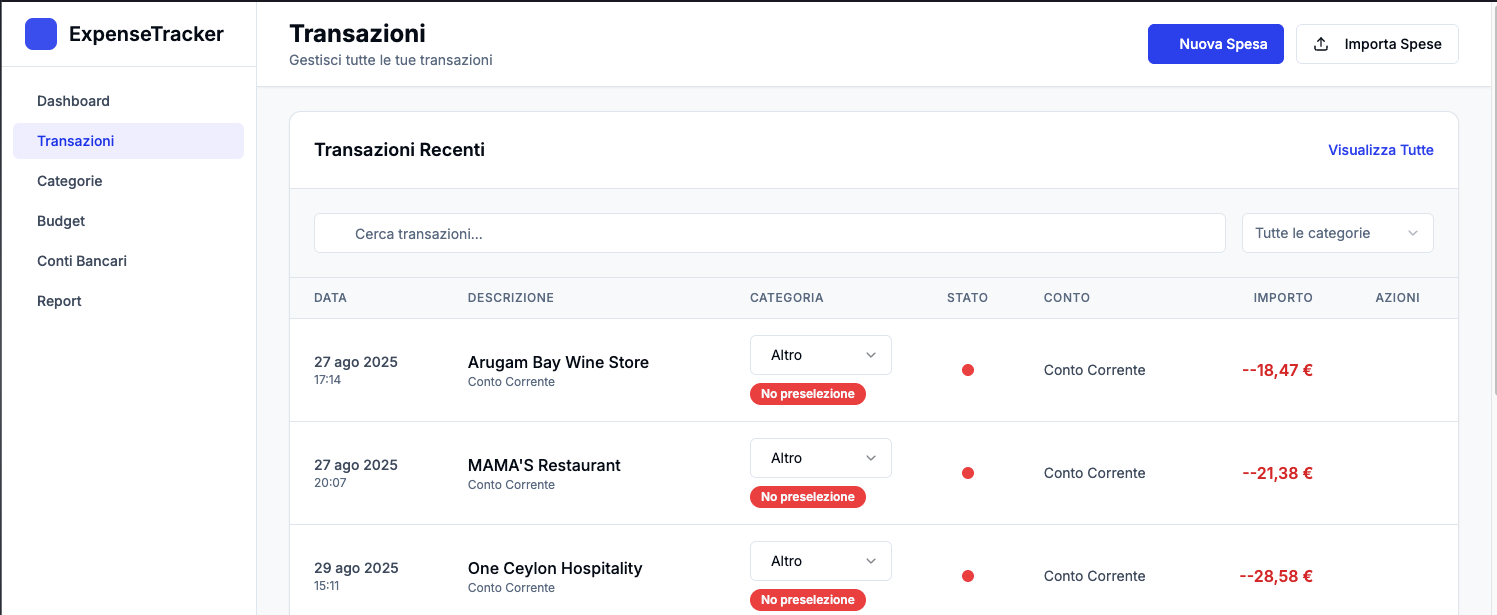 ExpenseTracker
Dashboard
Transazioni
Categorie
Budget
Conti Bancari
Report
Transazioni
Gestisci tutte le tue transazioni
Nuova Spesa
Importa Spese
Transazioni Recenti
Visualizza Tutte
Cerca transazioni...
Tutte le categorie
DATA DESCRIZIONE CATEGORIA STATO CONTO IMPORTO AZIONI
27 ago 2025
17:14
Arugam Bay Wine Store
Conto Corrente
Altro
No preselezione
Conto Corrente
--18,47 €
27 ago 2025
20:07
MAMA'S Restaurant
Conto Corrente
Altro
No preselezione
Conto Corrente
--21,38 €
29 ago 2025
15:11
One Ceylon Hospitality
Conto Corrente
Altro
No preselezione
Conto Corrente
--28,58 €